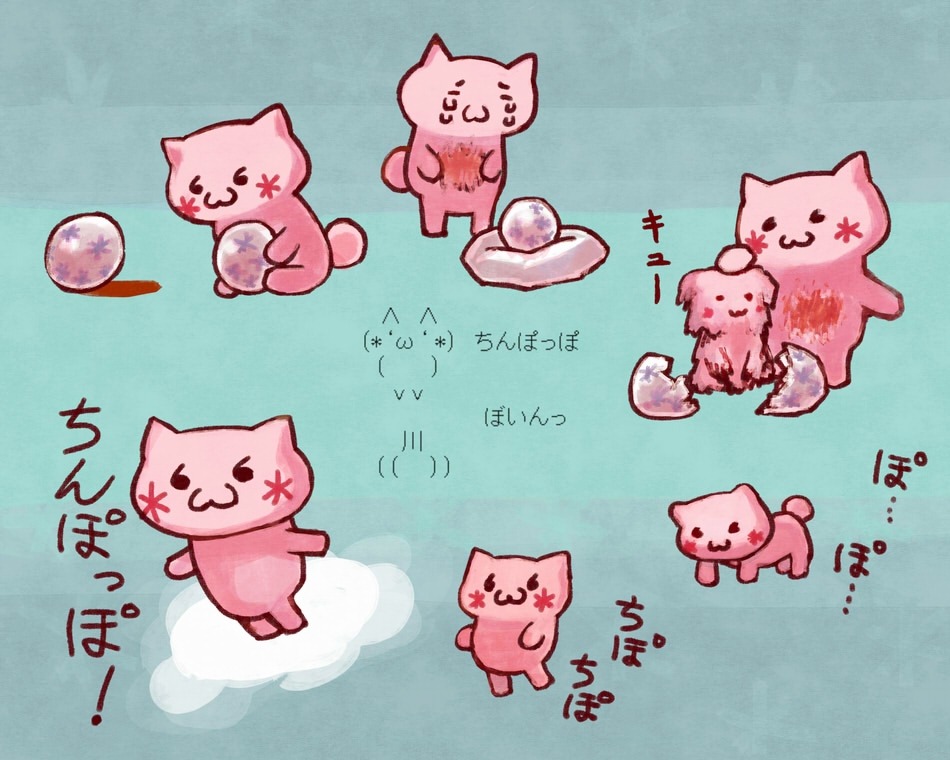 キュー
∧ ∧
(*‘ω‘*) ちんぽっぽ
( )
v v
ぼいんっ
川
( ( ) )
ちんぽっぽ！
ぽ…
ぽ…
ちぽ
ちぽ